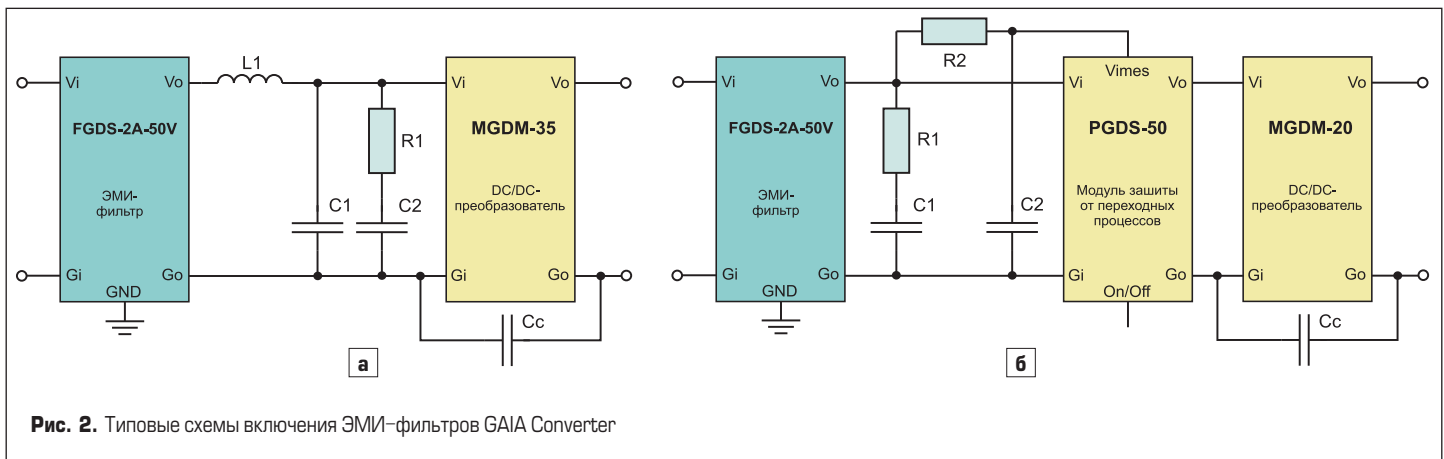 L1
Vi
Vo
FGDS-2A-50V
ЭМИ-
фильтр
Gi
Go
GND
C1
R1
C2
Vi
Vo
MGDM-35
DC/DC-
преобразователь
Gi
Go
Cc
а
R2
Vi
Vo
FGDS-2A-50V
ЭМИ-
фильтр
Gi
Go
GND
R1
C1
C2
Vimes
Vi
Vo
PGDS-50
Модуль зашиты
от переходных
процессов
Gi
Go
On/Off
Vi
Vo
MGDM-20
DC/DC-
преобразователь
Gi
Go
Cc
б
Рис. 2. Типовые схемы включения ЭМИ-фильтров GAIA Converter